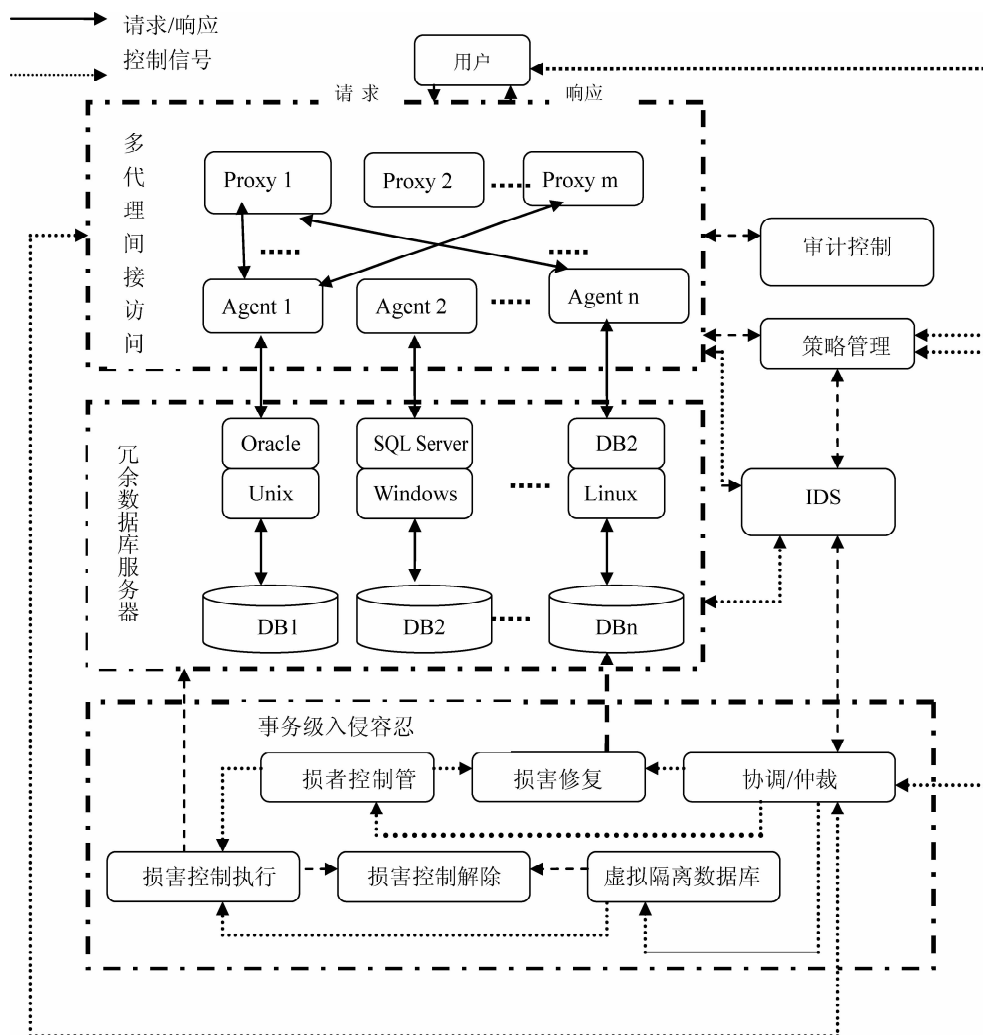 请求/响应
控制信号
用户
请 求
响应
多代理间接访问
Proxy 1
Proxy 2
Proxy m
Agent 1
Agent 2
Agent n
审计控制
策略管理
冗余数据库服务器
Oracle
SQL Server
DB2
Unix
Windows
Linux
IDS
DB1
DB2
DBn
事务级入侵容忍
损者控制管
损害修复
协调/仲裁
损害控制执行
损害控制解除
虚拟隔离数据库